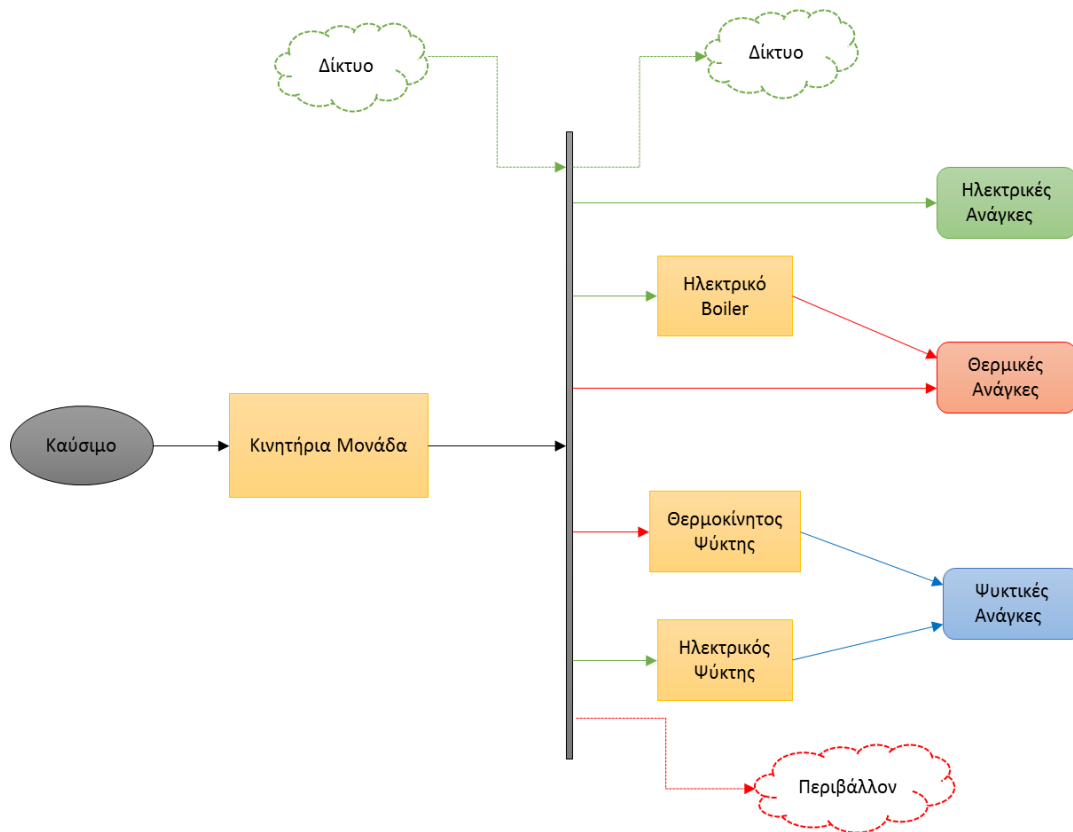 Δίκτυο
Δίκτυο
Ηλεκτρικές
Ανάγκες
Ηλεκτρικό
Boiler
Θερμικές
Ανάγκες
Καύσιμο
Κινητήρια Μονάδα
Θερμοκίνητος
Ψύκτης
Ψυκτικές
Ανάγκες
Ηλεκτρικός
Ψύκτης
Περιβάλλον